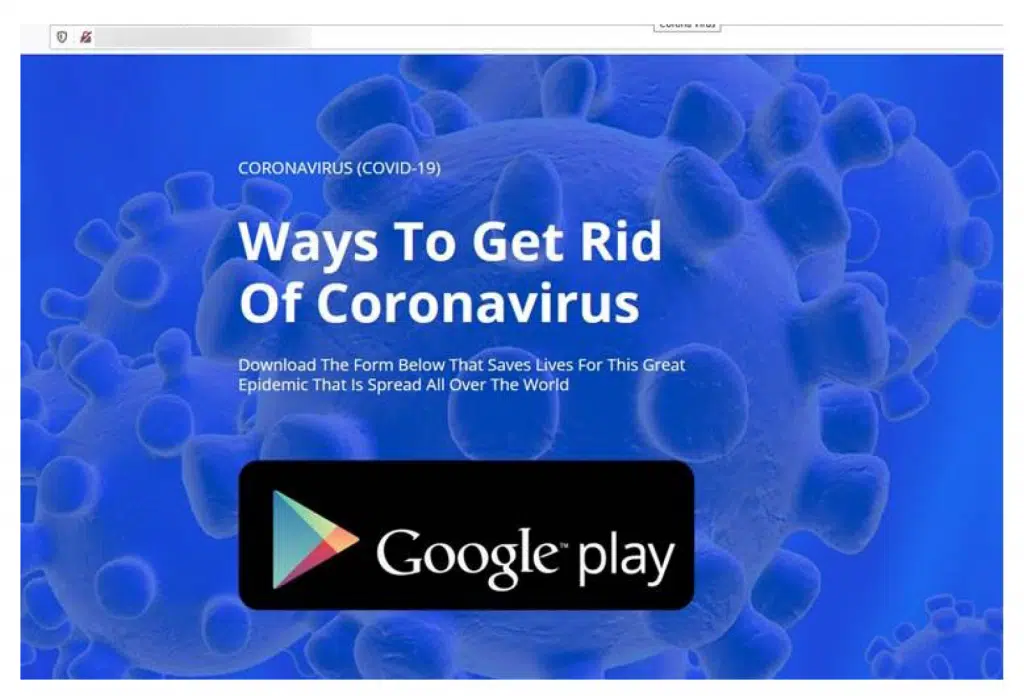 Corona Virus
CORONAVIRUS (COVID-19)
Ways To Get Rid
Of Coronavirus
Download The Form Below That Saves Lives For This Great
Epidemic That Is Spread All Over The World
Google™ play